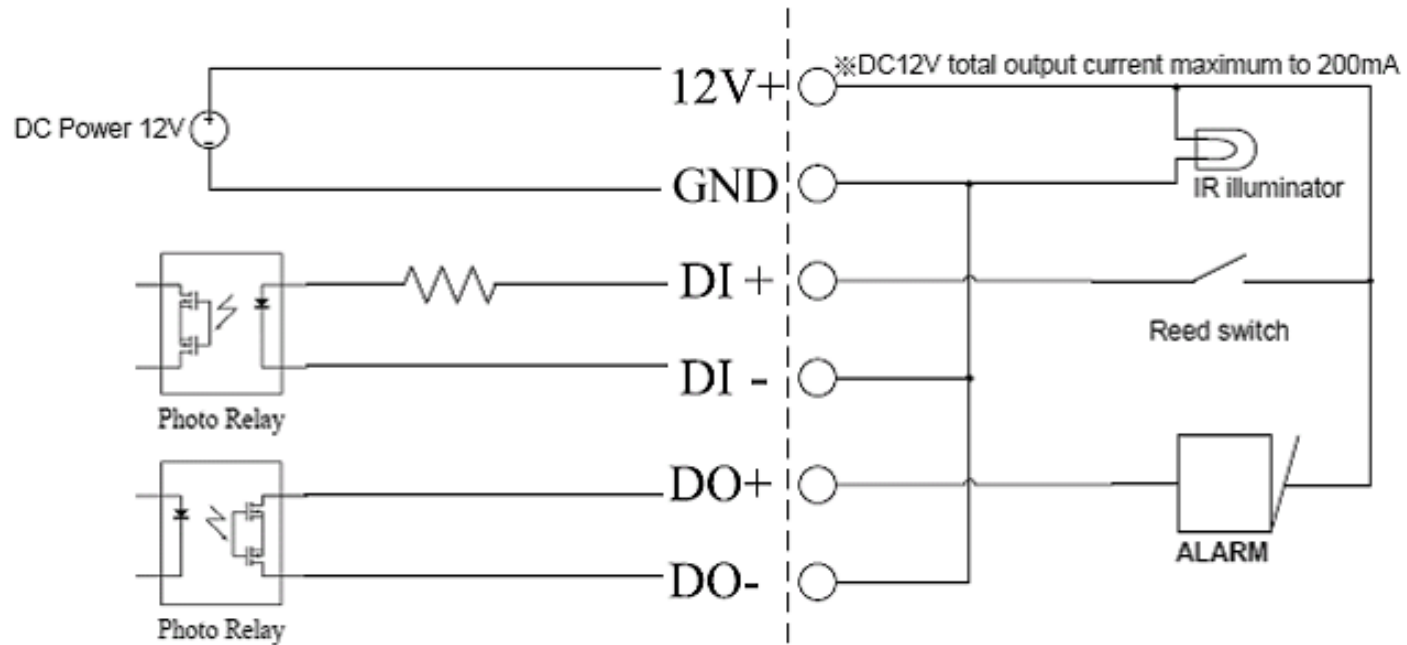 12V+ ※DC12V total output current maximum to 200mA
DC Power 12V
GND
IR illuminator
DI +
Reed switch
DI -
Photo Relay
DO+
ALARM
DO-
Photo Relay